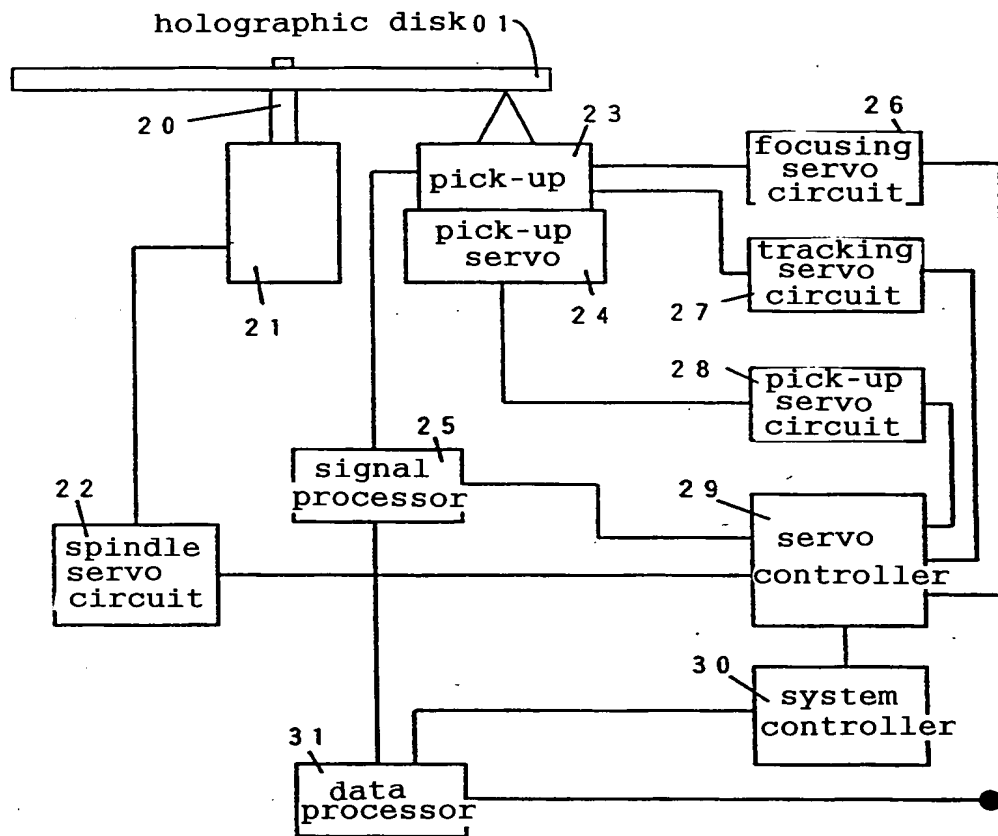 holographic disk 01
20
21
23
pick-up
pick-up
servo
24
26
focusing
servo
circuit
tracking
servo
circuit
27
28
pick-up
servo
circuit
25
signal
processor
22
spindle
servo
circuit
29
servo
controller
30
system
controller
31
data
processor